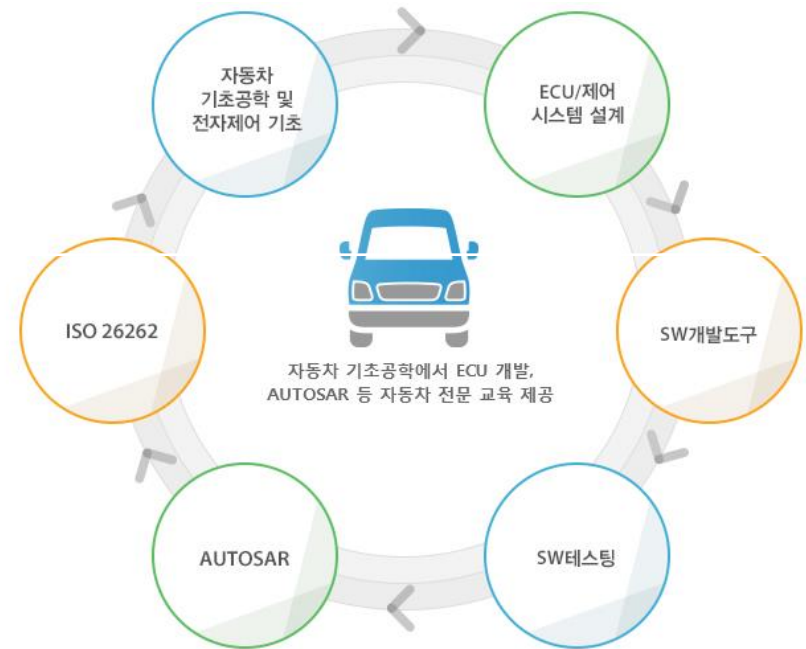 자동차
기초공학 및
전자제어 기초
ECU/제어
시스템 설계
ISO 26262
SW개발도구
자동차 기초공학에서 ECU 개발,
AUTOSAR 등 자동차 전문 교육 제공
AUTOSAR
SW테스팅